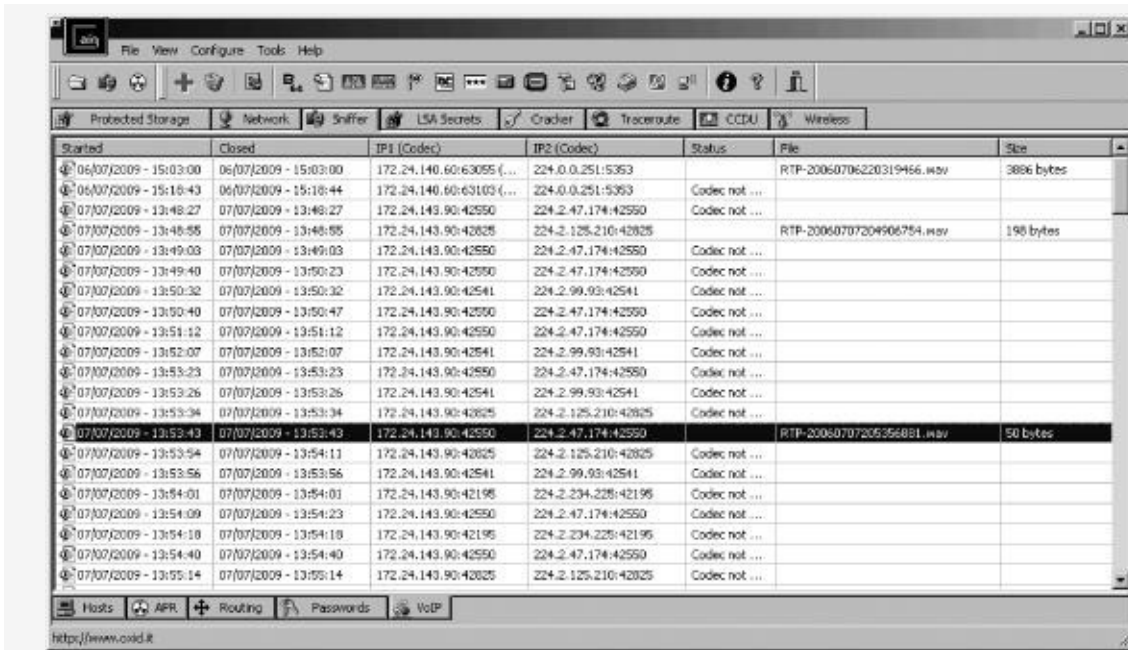 ain
File View Configure Tools Help
Protected Storage Network Sniffer LSA Secrets Cracker Traceroute CCDU Wireless
Started Closed IP1 (Codec) IP2 (Codec) Status File Size
06/07/2009 - 15:03:00 06/07/2009 - 15:03:00 172.24.140.60:63055 (... 224.0.0.251:5353 RTP-20060706220319466.wav 3886 bytes
06/07/2009 - 15:18:43 06/07/2009 - 15:18:44 172.24.140.60:63103 (... 224.0.0.251:5353 Codec not ...
07/07/2009 - 13:48:27 07/07/2009 - 13:48:27 172.24.143.90:42550 224.2.47.174:42550 Codec not ...
07/07/2009 - 13:48:55 07/07/2009 - 13:48:55 172.24.143.90:42825 224.2.125.210:42825 RTP-20060707204906754.wav 198 bytes
07/07/2009 - 13:49:03 07/07/2009 - 13:49:03 172.24.143.90:42550 224.2.47.174:42550 Codec not ...
07/07/2009 - 13:49:40 07/07/2009 - 13:50:23 172.24.143.90:42550 224.2.47.174:42550 Codec not ...
07/07/2009 - 13:50:32 07/07/2009 - 13:50:32 172.24.143.90:42541 224.2.99.93:42541 Codec not ...
07/07/2009 - 13:50:40 07/07/2009 - 13:50:47 172.24.143.90:42550 224.2.47.174:42550 Codec not ...
07/07/2009 - 13:51:12 07/07/2009 - 13:51:12 172.24.143.90:42550 224.2.47.174:42550 Codec not ...
07/07/2009 - 13:52:07 07/07/2009 - 13:52:07 172.24.143.90:42541 224.2.99.93:42541 Codec not ...
07/07/2009 - 13:53:23 07/07/2009 - 13:53:23 172.24.143.90:42550 224.2.47.174:42550 Codec not ...
07/07/2009 - 13:53:26 07/07/2009 - 13:53:26 172.24.143.90:42541 224.2.99.93:42541 Codec not ...
07/07/2009 - 13:53:34 07/07/2009 - 13:53:34 172.24.143.90:42825 224.2.125.210:42825 Codec not ...
07/07/2009 - 13:53:43 07/07/2009 - 13:53:43 172.24.143.90:42550 224.2.47.174:42550 RTP-20060707205356881.wav 50 bytes
07/07/2009 - 13:53:54 07/07/2009 - 13:54:11 172.24.143.90:42825 224.2.125.210:42825 Codec not ...
07/07/2009 - 13:53:56 07/07/2009 - 13:53:56 172.24.143.90:42541 224.2.99.93:42541 Codec not ...
07/07/2009 - 13:54:01 07/07/2009 - 13:54:01 172.24.143.90:42195 224.2.234.225:42195 Codec not ...
07/07/2009 - 13:54:09 07/07/2009 - 13:54:23 172.24.143.90:42550 224.2.47.174:42550 Codec not ...
07/07/2009 - 13:54:18 07/07/2009 - 13:54:18 172.24.143.90:42195 224.2.234.225:42195 Codec not ...
07/07/2009 - 13:54:40 07/07/2009 - 13:54:40 172.24.143.90:42550 224.2.47.174:42550 Codec not ...
07/07/2009 - 13:55:14 07/07/2009 - 13:55:14 172.24.143.90:42825 224.2.125.210:42825 Codec not ...
Hosts APR Routing Passwords VoIP
http://www.oxid.it